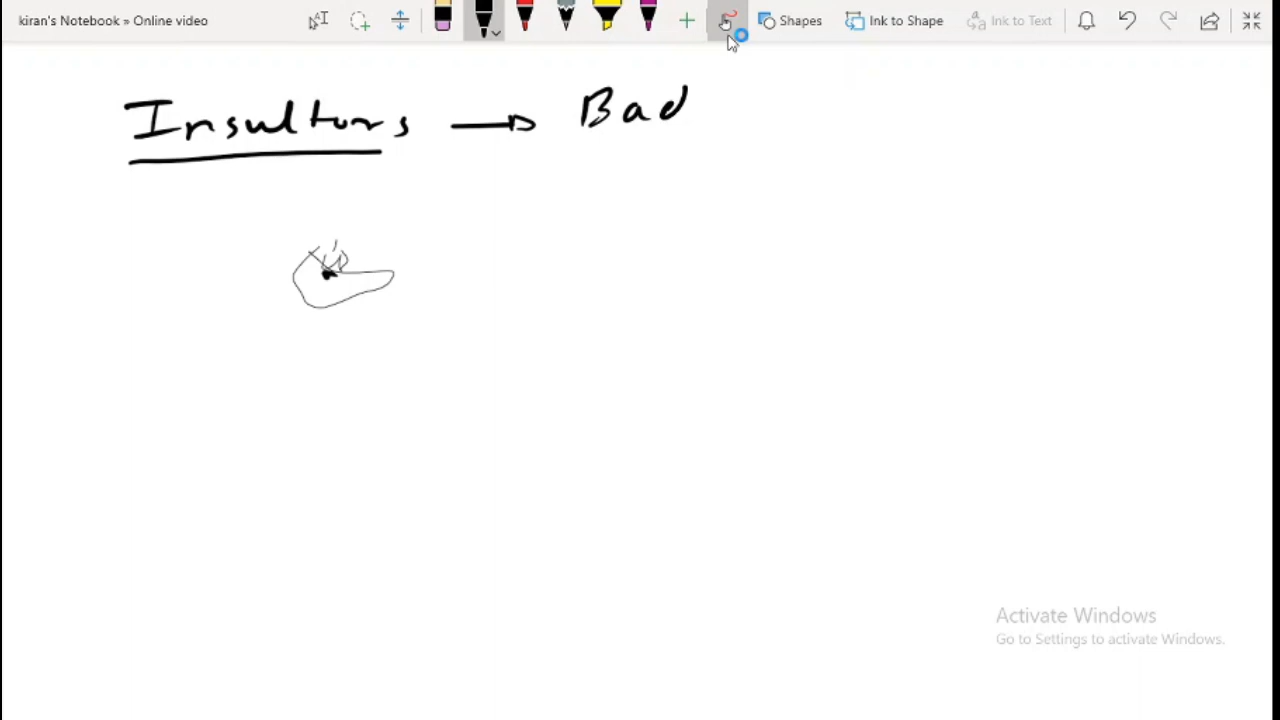 kiran's Notebook » Online video
Shapes
Ink to Shape
Ink to Text
Insultors → Bad
Activate Windows
Go to Settings to activate Windows.